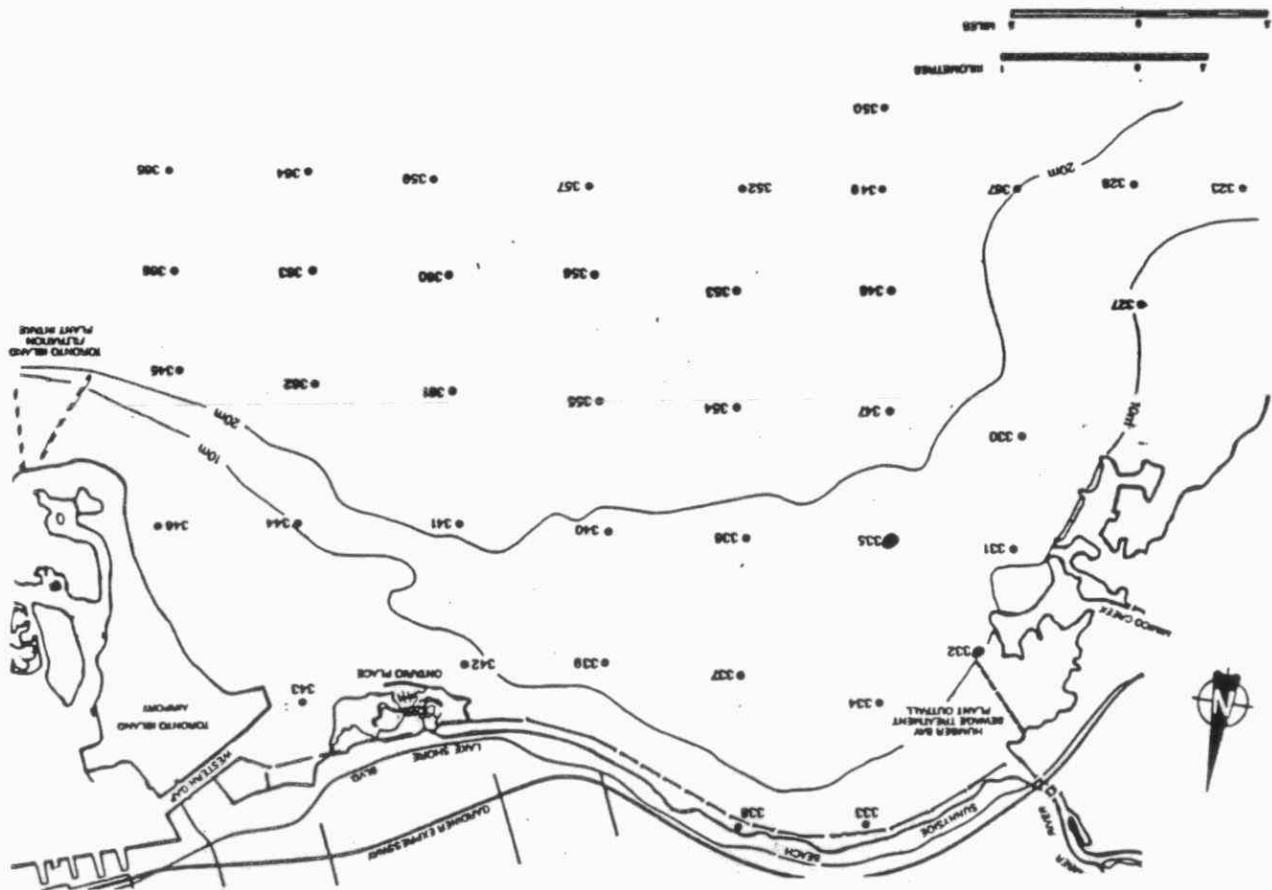 HUMBER
RIVER
SUNNYSIDE
BEACH
333
338
GARDINER EXPRESSWAY
LAKE SHORE
BLVD
WESTERN GAP
HUMBER BAY
SEWAGE TREATMENT
PLANT OUTFALL
N
334
337
339
342
ONTARIO PLACE
343
TORONTO ISLAND
AIRPORT
332
MIMICO CREEK
331
335
336
340
341
344
346
330
347
354
355
361
362
345
10m
20m
10m
TORONTO ISLAND
FILTRATION
PLANT INTAKE
327
348
353
356
360
363
366
323
328
367
349
352
357
364
365
20m
350
KILOMETRES
MILES